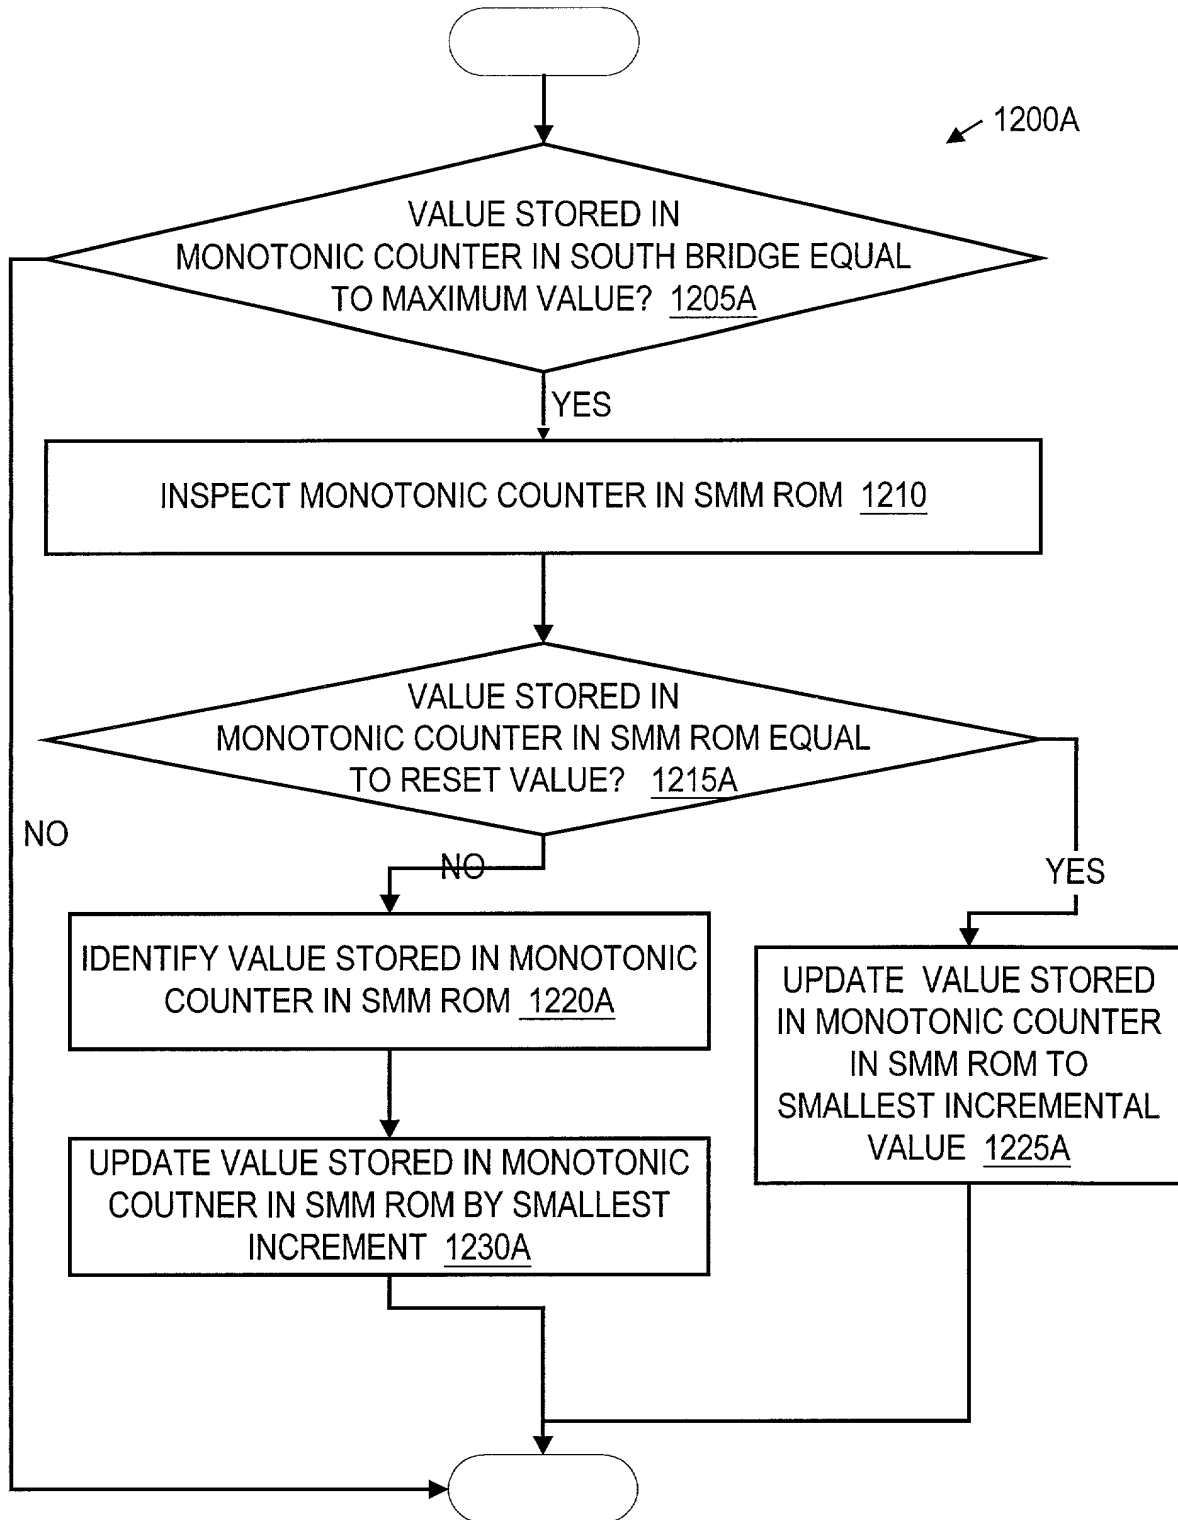 1200A
VALUE STORED IN
MONOTONIC COUNTER IN SOUTH BRIDGE EQUAL
TO MAXIMUM VALUE? 1205A
YES
INSPECT MONOTONIC COUNTER IN SMM ROM 1210
VALUE STORED IN
MONOTONIC COUNTER IN SMM ROM EQUAL
TO RESET VALUE? 1215A
NO
NO
YES
IDENTIFY VALUE STORED IN MONOTONIC
COUNTER IN SMM ROM 1220A
UPDATE VALUE STORED
IN MONOTONIC COUNTER
IN SMM ROM TO
SMALLEST INCREMENTAL
VALUE 1225A
UPDATE VALUE STORED IN MONOTONIC
COUTNER IN SMM ROM BY SMALLEST
INCREMENT 1230A